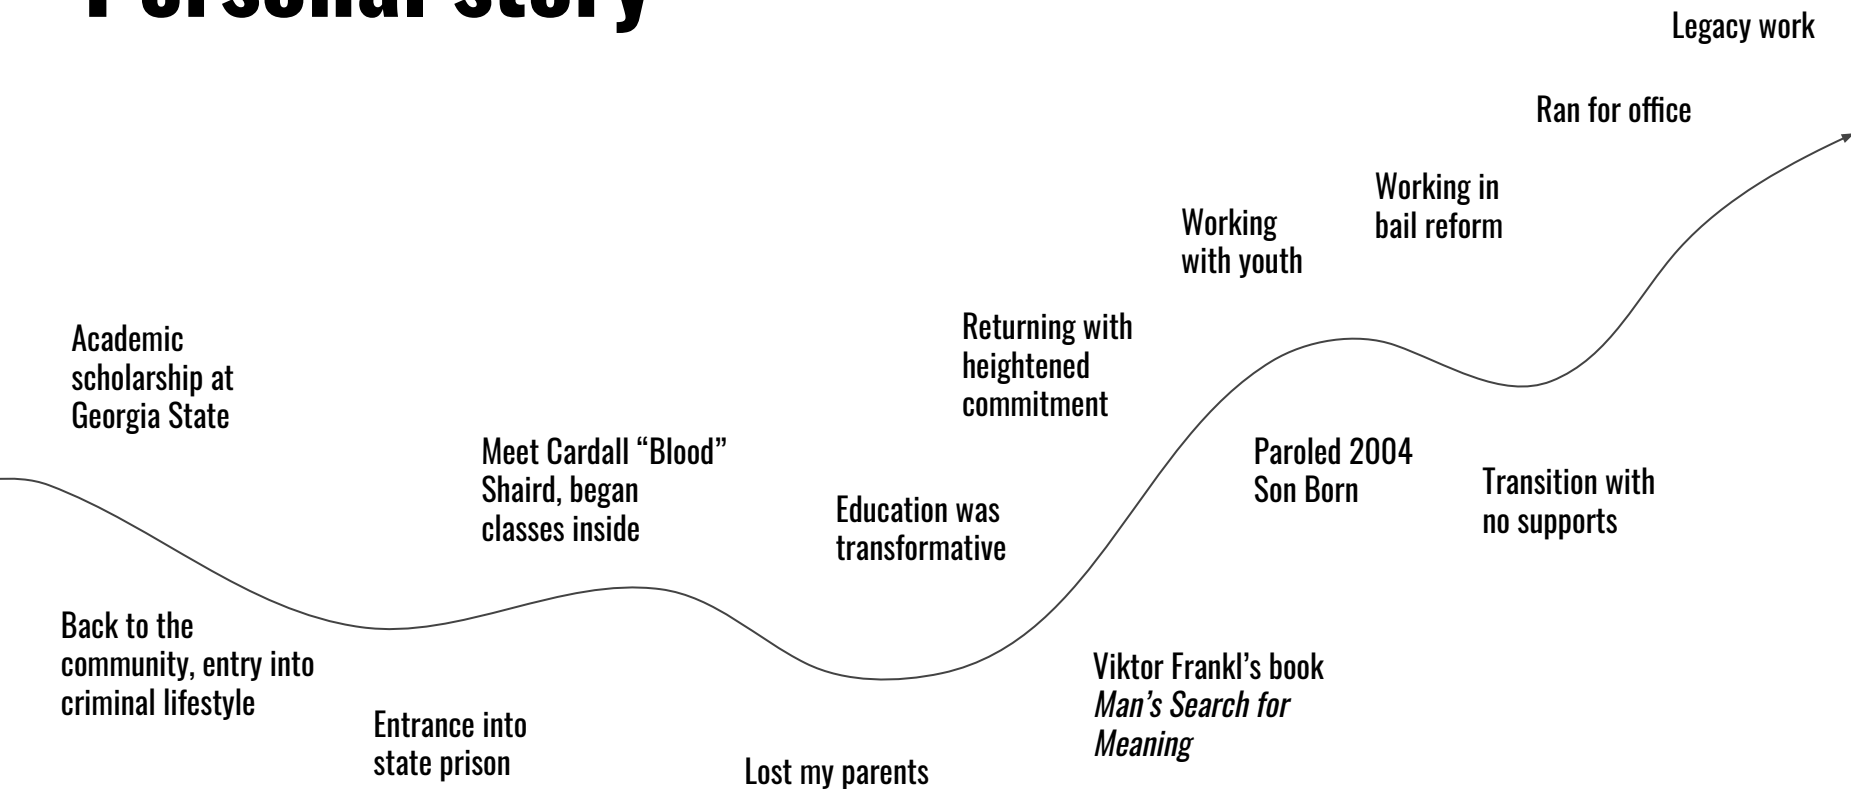 Personal story
Legacy work
Ran for office
Working in
bail reform
Working
with youth
Returning with
heightened
commitment
Academic
scholarship at
Georgia State
Meet Cardall “Blood”
Shaird, began
classes inside
Education was
transformative
Paroled 2004
Son Born
Transition with
no supports
Back to the
community, entry into
criminal lifestyle
Entrance into
state prison
Lost my parents
Viktor Frankl’s book
Man’s Search for
Meaning